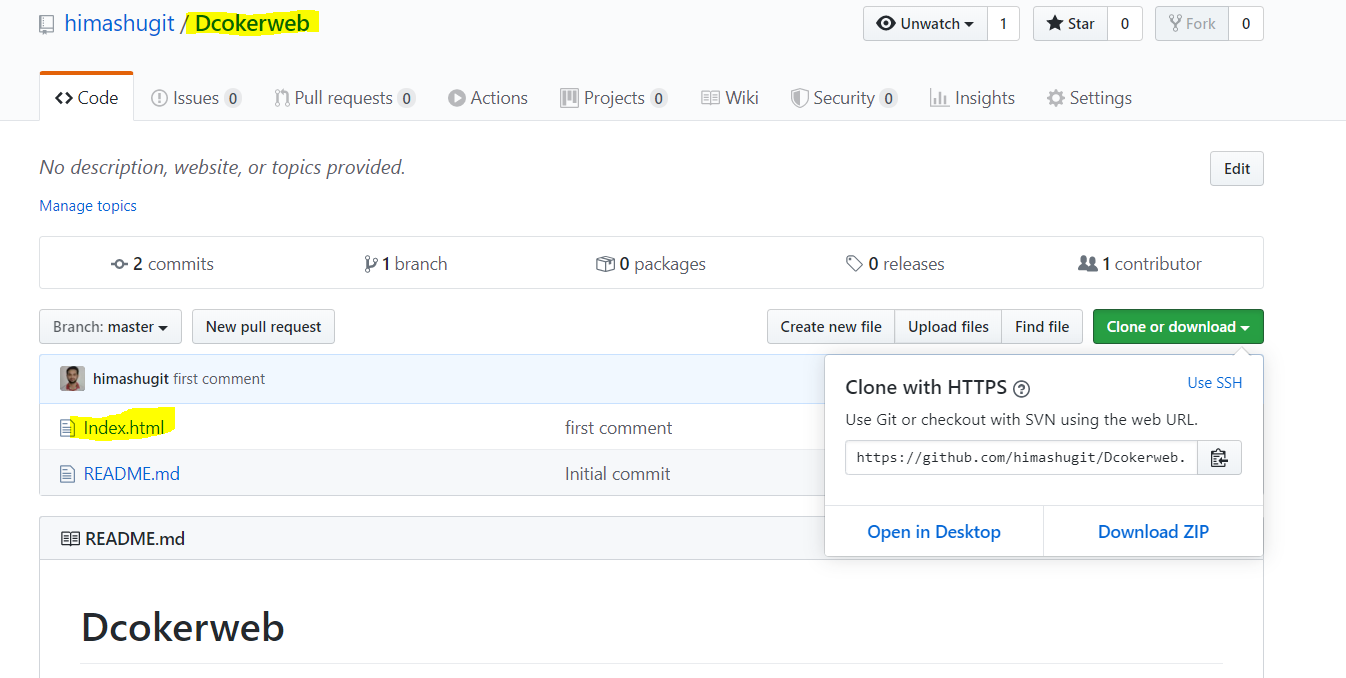 himashugit / Dcokerweb
Unwatch 1 Star 0 Fork 0
Code Issues 0 Pull requests 0 Actions Projects 0 Wiki Security 0 Insights Settings
No description, website, or topics provided. Edit
Manage topics
2 commits 1 branch 0 packages 0 releases 1 contributor
Branch: master New pull request Create new file Upload files Find file Clone or download
himashugit first comment
Clone with HTTPS ? Use SSH
Use Git or checkout with SVN using the web URL.
Index.html first comment
https://github.com/himashugit/Dcokerweb.
README.md Initial commit
Open in Desktop Download ZIP
README.md
Dcokerweb